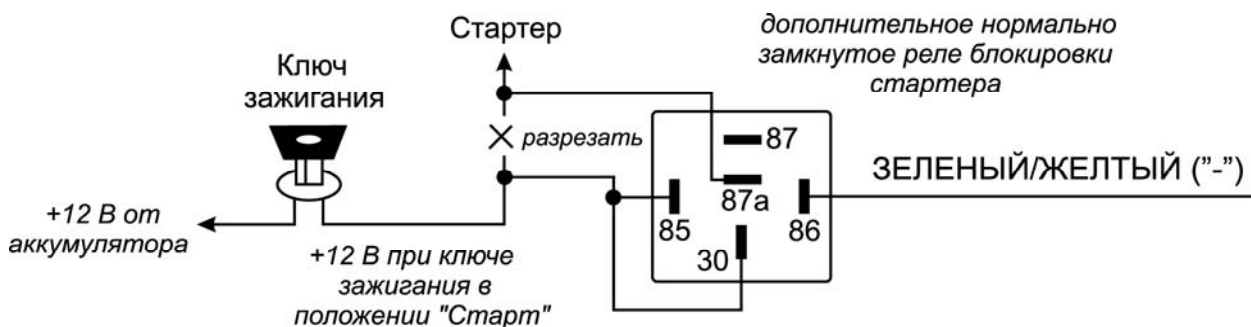 Стартер
дополнительное нормально
замкнутое реле блокировки
стартера
Ключ
зажигания
разрезать
87
ЗЕЛЕНЫЙ/ЖЕЛТЫЙ ("-")
87а
85
86
30
+12 В от
аккумулятора
+12 В при ключе
зажигания в
положении "Старт"